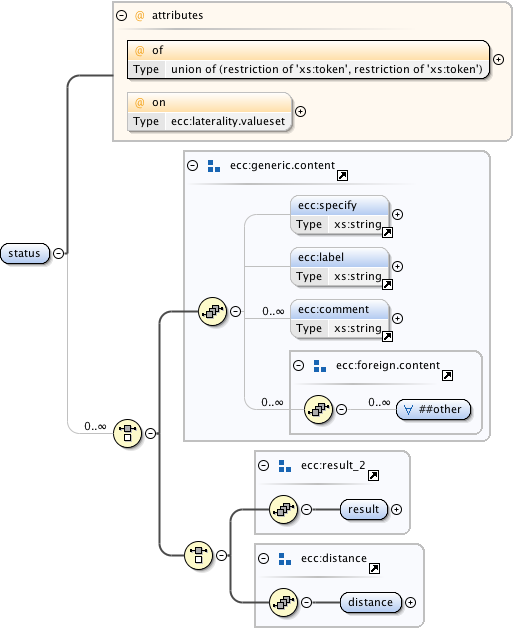 @ attributes
@ of
Type union of (restriction of 'xs:token', restriction of 'xs:token')
@ on
Type ecc:laterality.valueset
ecc:generic.content
ecc:specify
Type xs:string
status
ecc:label
Type xs:string
0..∞
ecc:comment
Type xs:string
ecc:foreign.content
0..∞
0..∞
∀ ##other
0..∞
ecc:result_2
result
ecc:distance
distance